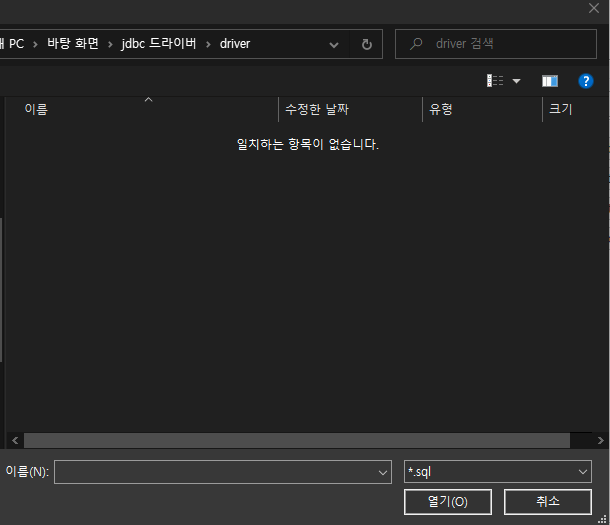 PC > 바탕 화면 > jdbc 드라이버 > driver
driver 검색
이름
수정한 날짜
유형
크기
일치하는 항목이 없습니다.
이름(N):
*.sql
열기(O)
취소